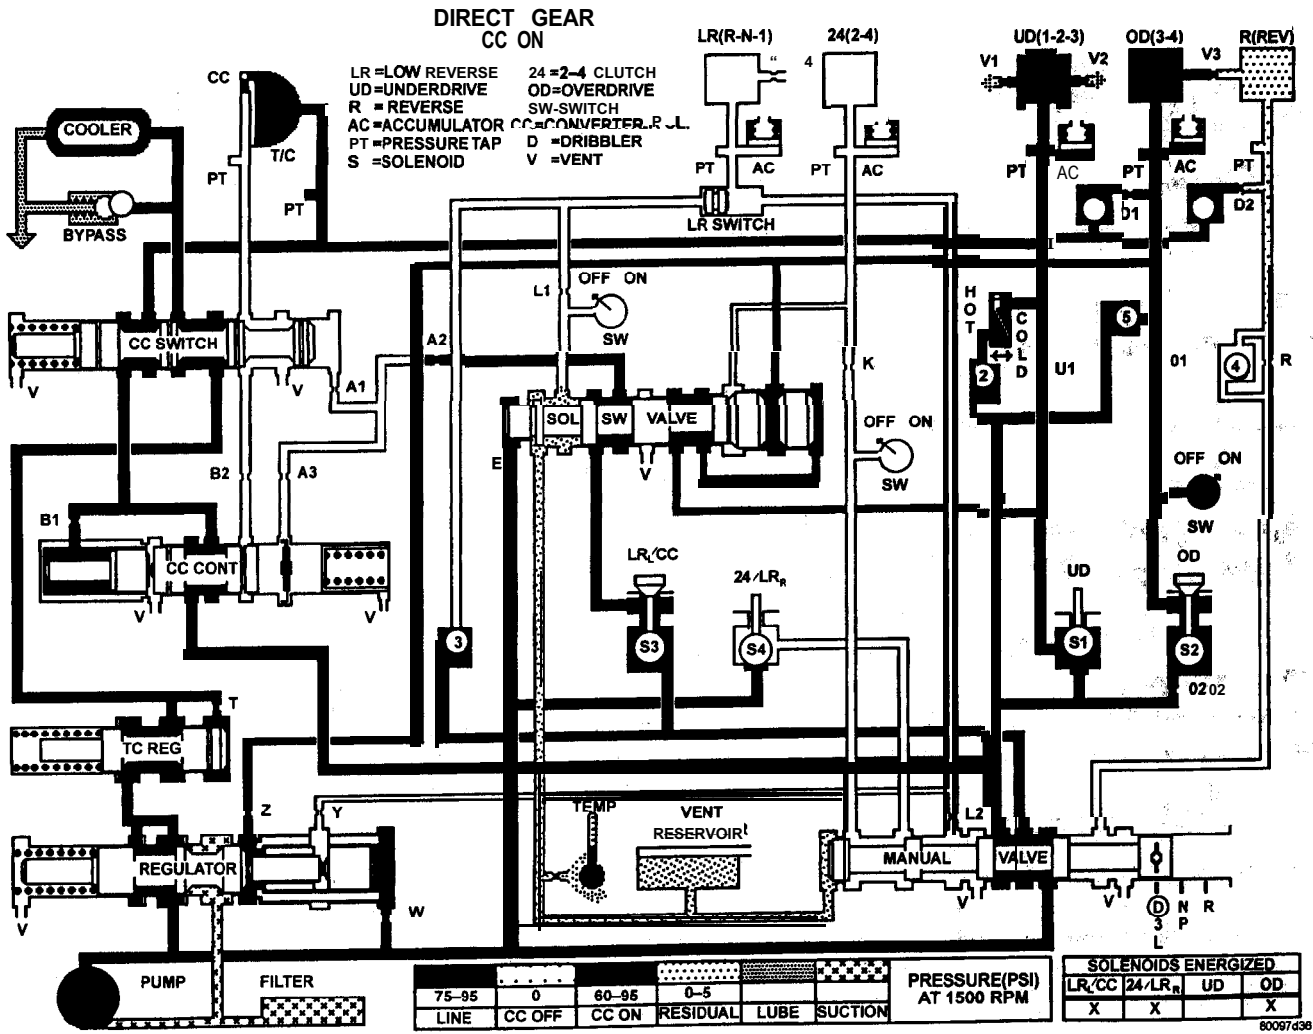 DIRECT GEAR
CC ON
LR =LOW REVERSE
24 =2-4 CLUTCH
UD=UNDERDRIVE
OD=OVERDRIVE
R = REVERSE
SW-SWITCH
AC =ACCUMULATOR
CC=CONVERTER
PT =PRESSURE TAP
D =DRIBBLER
S =SOLENOID
V =VENT
LR(R-N-1)
24(2-4)
UD(1-2-3)
OD(3-4)
R(REV)
4
V1
V2
V3
CC
COOLER
T/C
PT
PT
BYPASS
PT
AC
PT
AC
PT
AC
PT
AC
PT
D1
D2
LR SWITCH
L1
OFF ON
SW
HOT
COLD
5
CC SWITCH
V
V
A1
A2
K
2
U1
01
4
R
SOL
SW
VALVE
OFF ON
SW
E
V
B2
A3
OFF ON
SW
B1
CC CONT
V
V
LR/CC
24/LRR
UD
OD
3
S3
S4
S1
S2
0202
T
TC REG
Z
Y
TEMP
VENT
RESERVOIR
L2
REGULATOR
MANUAL
VALVE
V
W
V
V
D
3
L
N
P
R
PUMP
FILTER
75-95
0
60-95
0-5
LINE
CC OFF
CC ON
RESIDUAL
LUBE
SUCTION
PRESSURE(PSI)
AT 1500 RPM
SOLENOIDS ENERGIZED
LR/CC
24/LRR
UD
OD
X
X
X
80097d36